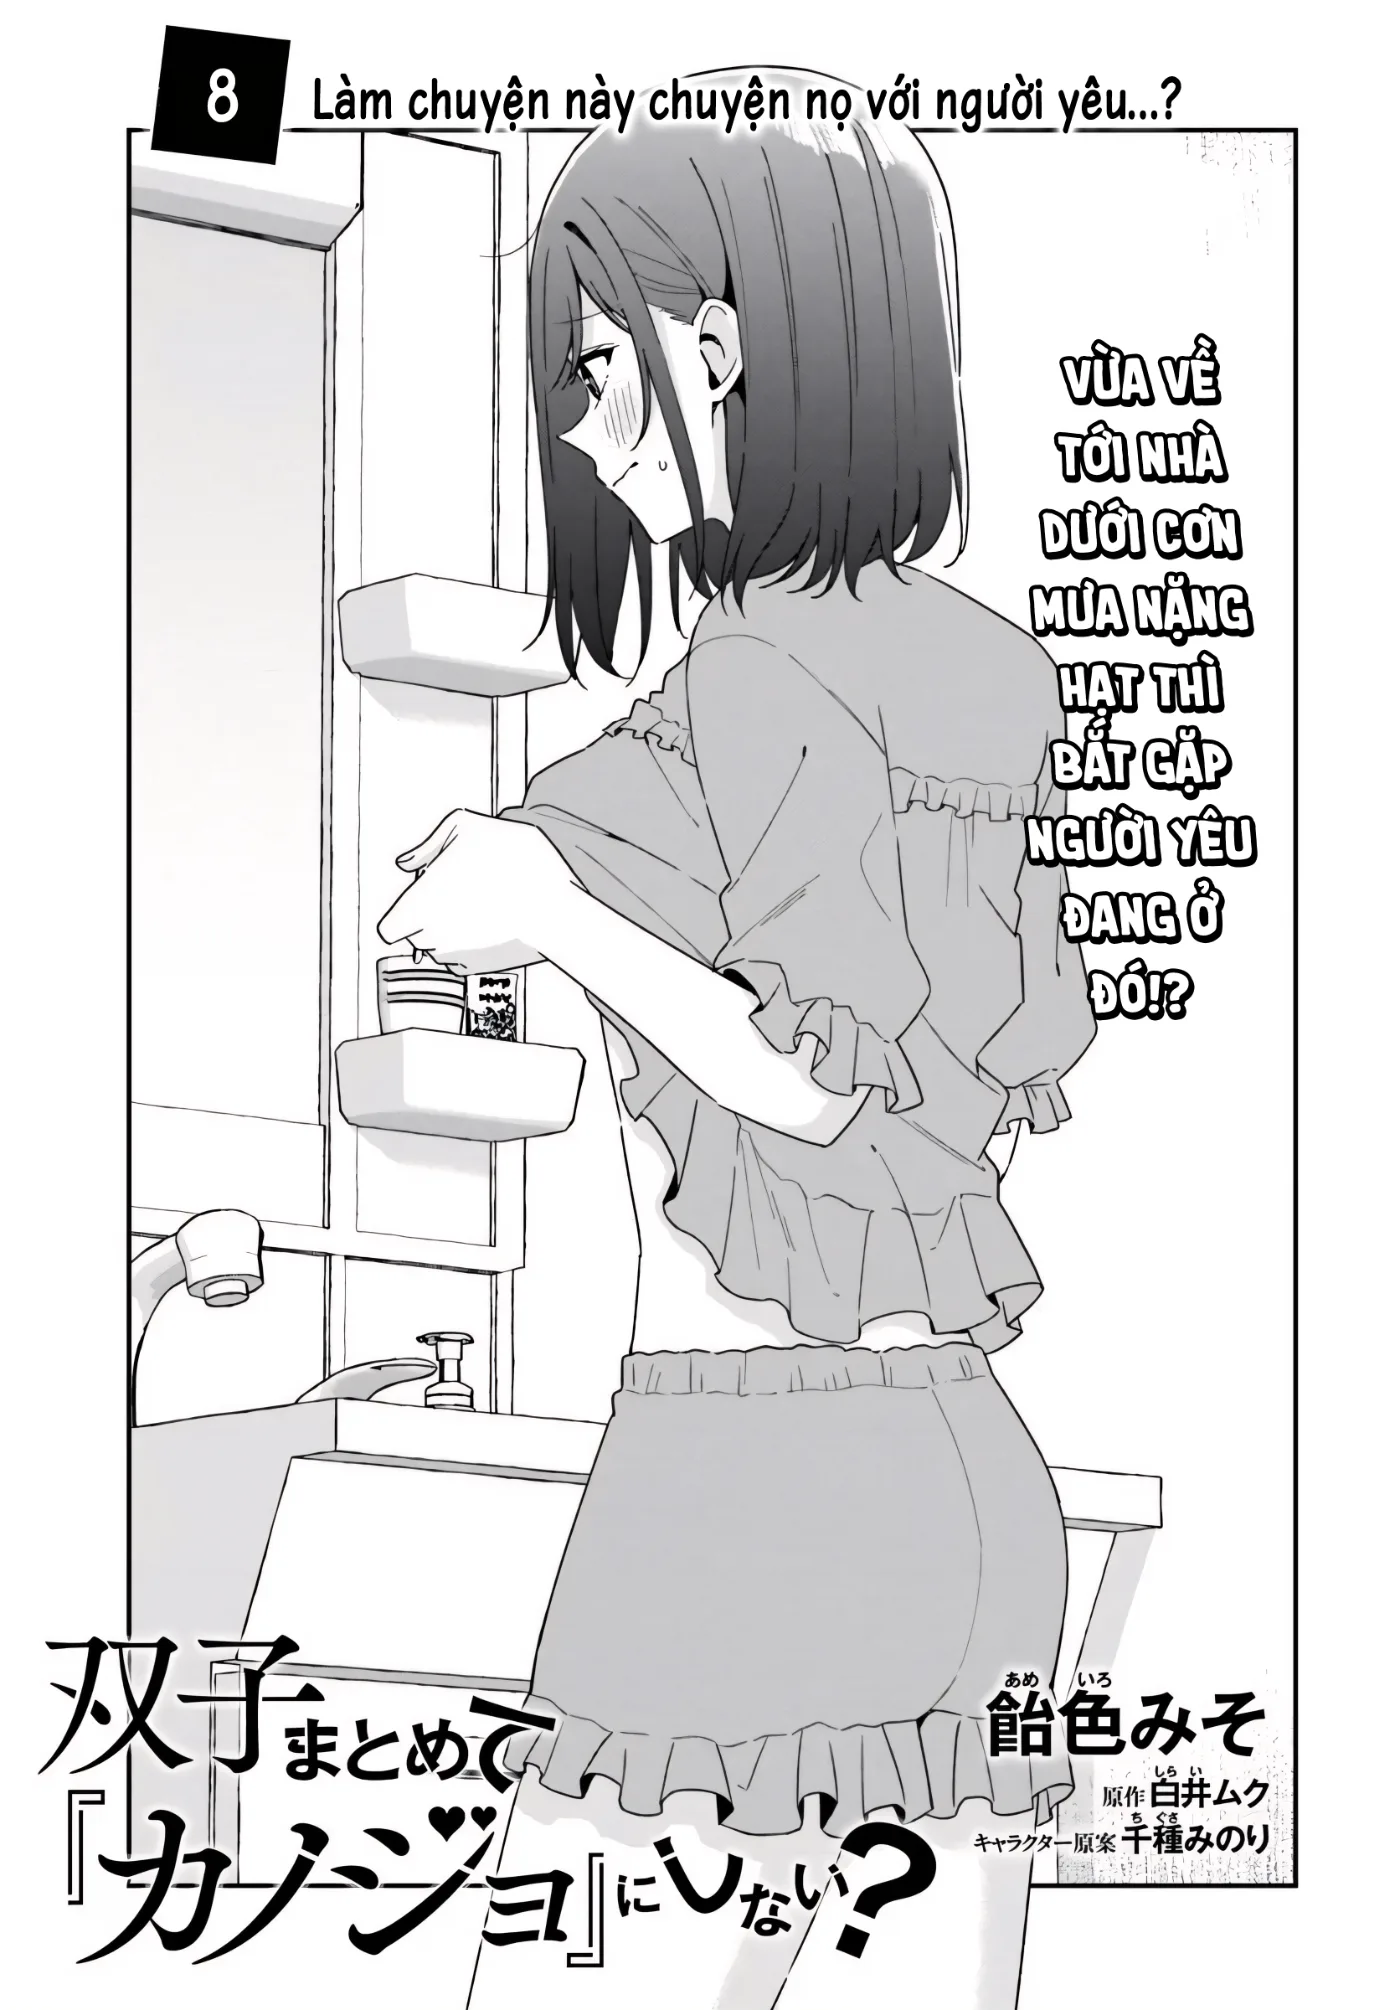 8
Làm chuyện này chuyện nọ với người yêu...?
VỪA VỀ
TỚI NHÀ
DƯỚI CƠN
MƯA NẶNG
HẠT THÌ
BẮT GẶP
NGƯỜI YÊU
ĐANG Ở
ĐÓ!?
双子まとめて
『カノジョ』にしない?
あめ いろ
飴色みそ
しら い
原作 白井ムク
ち ぐさ
キャラクター原案 千種みのり